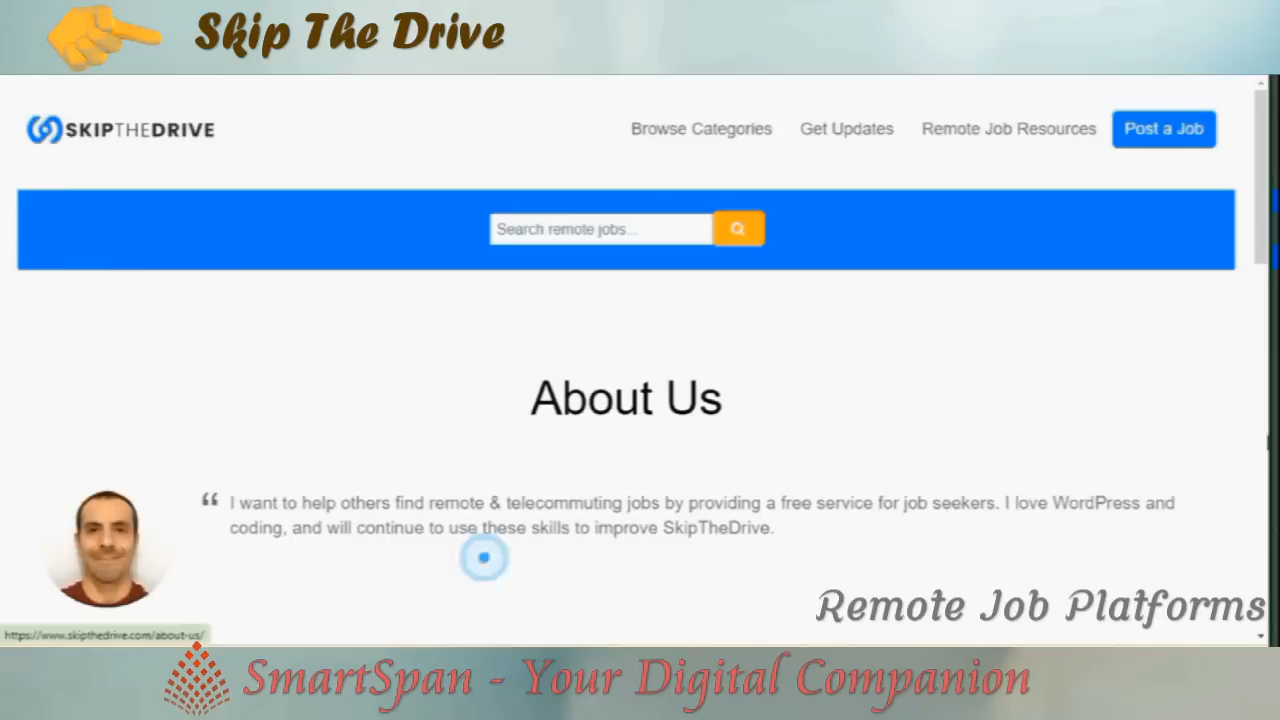 Skip The Drive
SKIPTHEDRIVE
Browse Categories
Get Updates
Remote Job Resources
Post a Job
Search remote jobs...
About Us
“ I want to help others find remote & telecommuting jobs by providing a free service for job seekers. I love WordPress and
coding, and will continue to use these skills to improve SkipTheDrive.
Remote Job Platforms
https://www.skipthedrive.com/about-us/
SmartSpan - Your Digital Companion